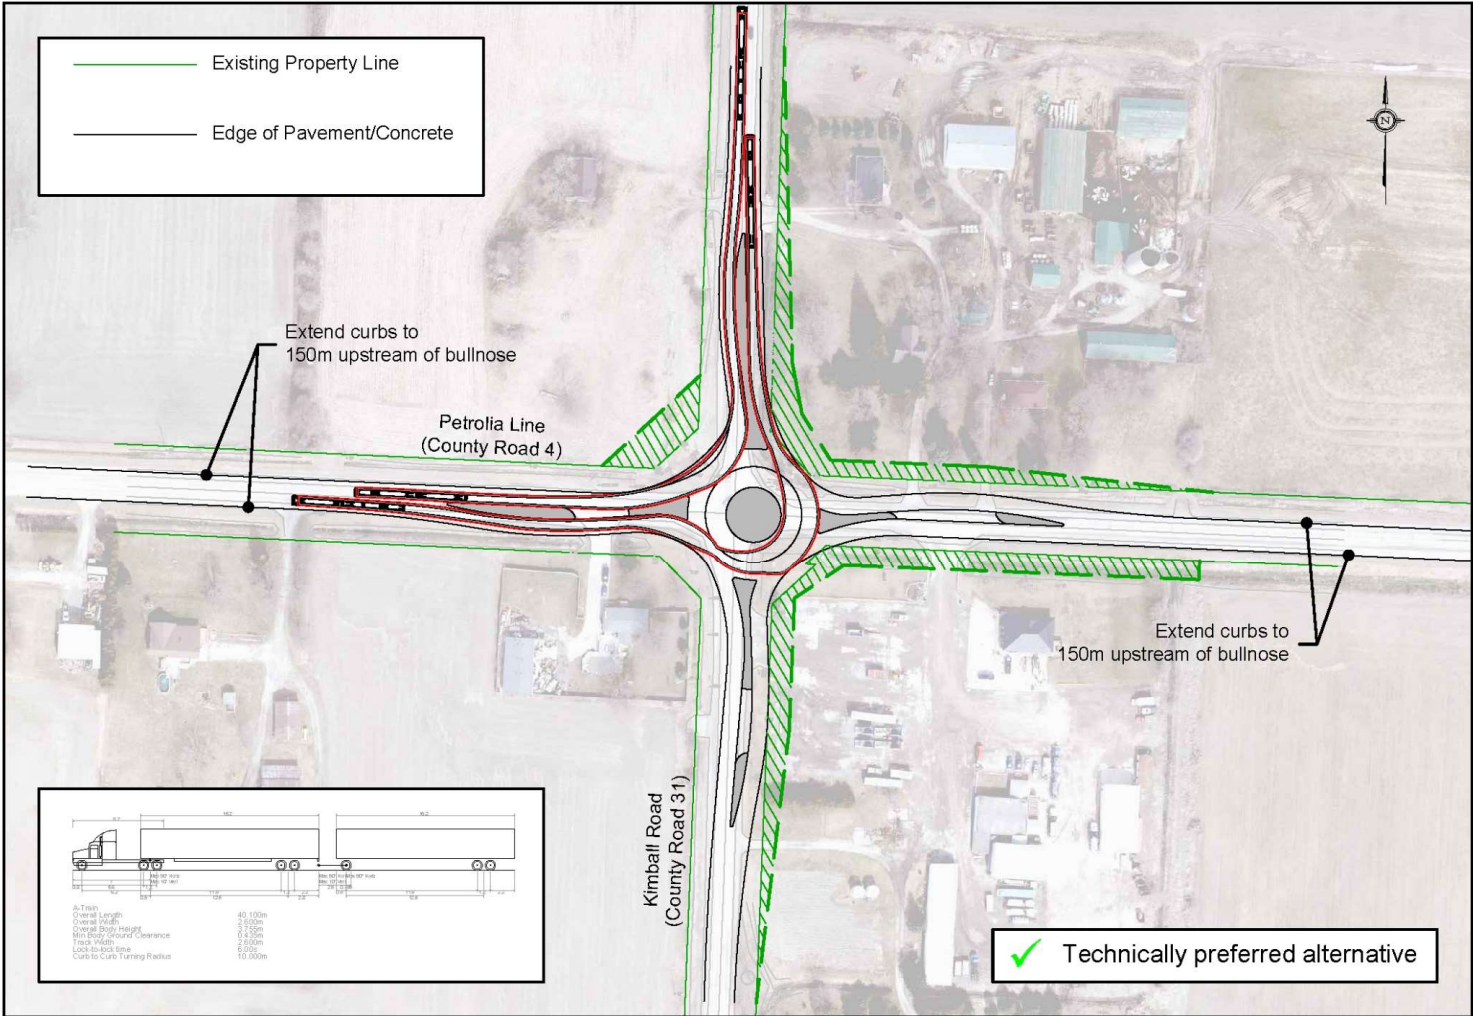 Existing Property Line
Edge of Pavement/Concrete
N
Extend curbs to
150m upstream of bullnose
Petrolia Line
(County Road 4)
Extend curbs to
150m upstream of bullnose
Kimball Road
(County Road 31)
A-Train
Overall Length 40.100m
Overall Width 2.600m
Overall Body Height 3.755m
Min Body Ground Clearance 0.435m
Track Width 2.600m
Lock-to-lock time 6.00s
Curb to Curb Turning Radius 10.000m
Technically preferred alternative